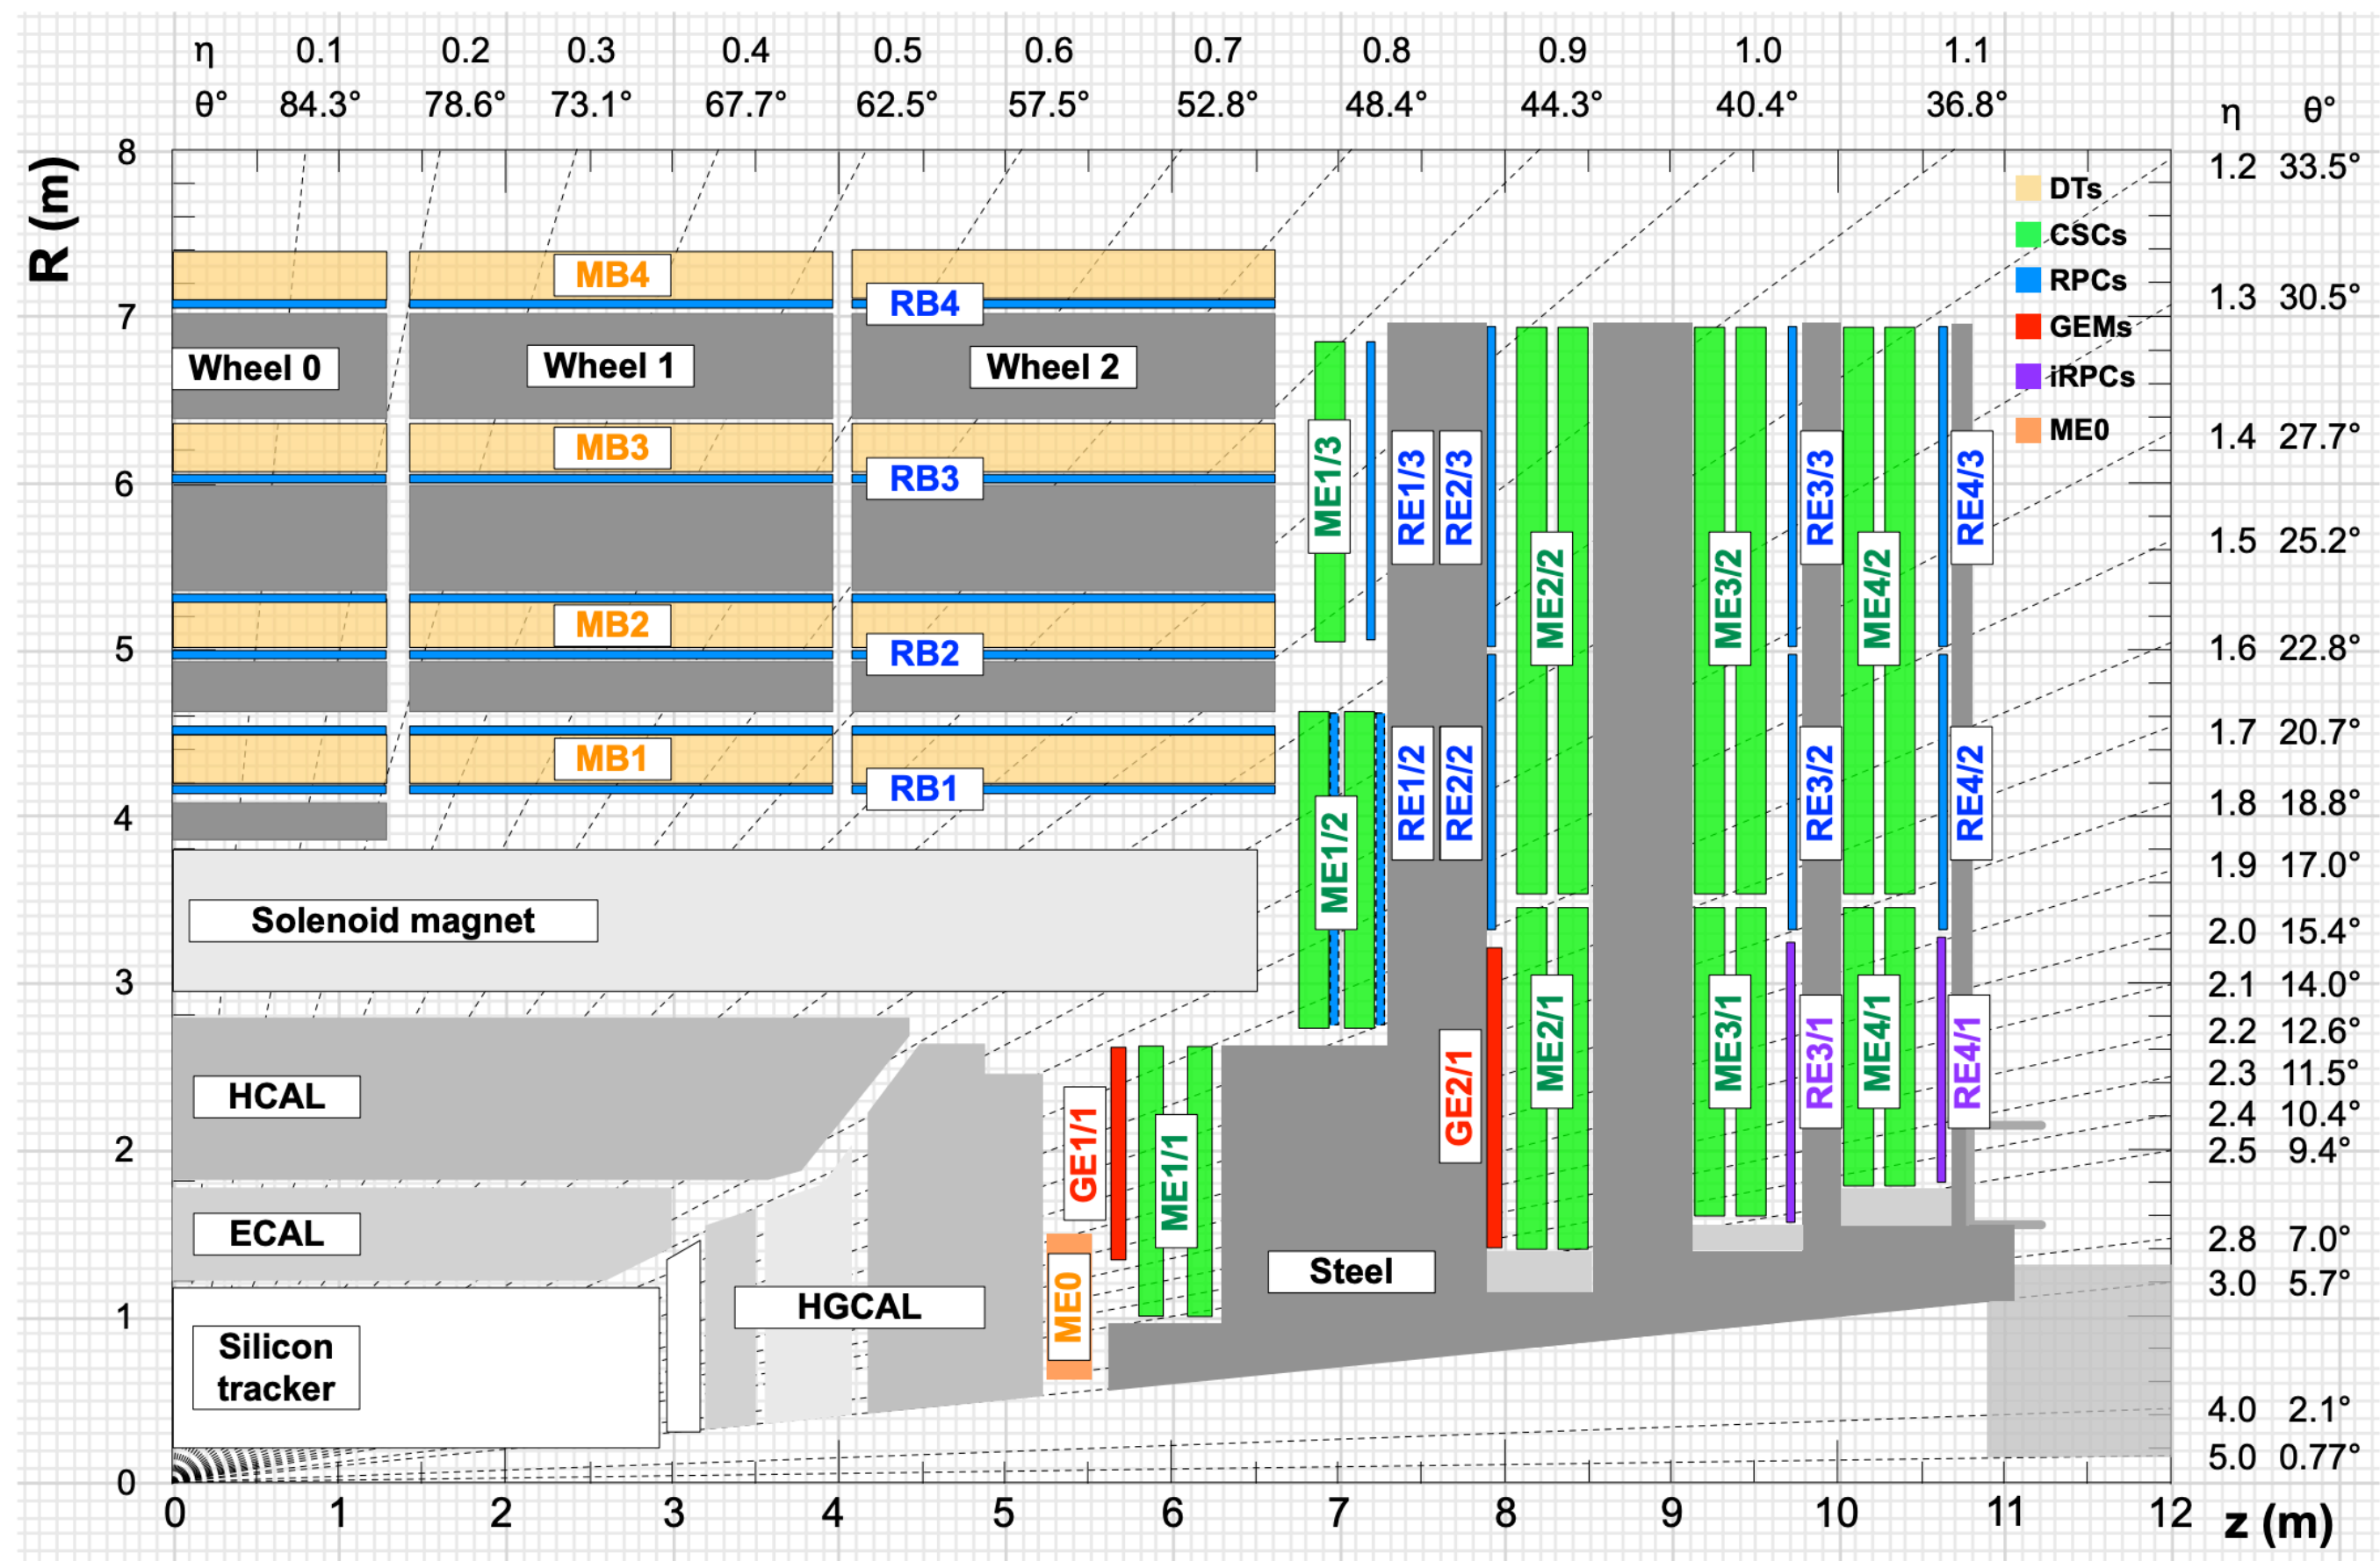 η 0.1 0.2 0.3 0.4 0.5 0.6 0.7 0.8 0.9 1.0 1.1
θ° 84.3° 78.6° 73.1° 67.7° 62.5° 57.5° 52.8° 48.4° 44.3° 40.4° 36.8° η θ°
R (m)
8
7
6
5
4
3
2
1
0
1.2 33.5°
1.3 30.5°
1.4 27.7°
1.5 25.2°
1.6 22.8°
1.7 20.7°
1.8 18.8°
1.9 17.0°
2.0 15.4°
2.1 14.0°
2.2 12.6°
2.3 11.5°
2.4 10.4°
2.5 9.4°
2.8 7.0°
3.0 5.7°
4.0 2.1°
5.0 0.77°
DTs
CSCs
RPCs
GEMs
iRPCs
ME0
MB4
RB4
Wheel 0
Wheel 1
Wheel 2
MB3
RB3
MB2
RB2
MB1
RB1
ME1/3
RE1/3
RE2/3
ME2/2
ME3/2
RE3/3
ME4/2
RE4/3
ME1/2
RE1/2
RE2/2
RE3/2
RE4/2
Solenoid magnet
HCAL
ECAL
Silicon
tracker
HGCAL
GE1/1
ME1/1
ME0
GE2/1
ME2/1
ME3/1
RE3/1
ME4/1
RE4/1
Steel
0 1 2 3 4 5 6 7 8 9 10 11 12 z (m)